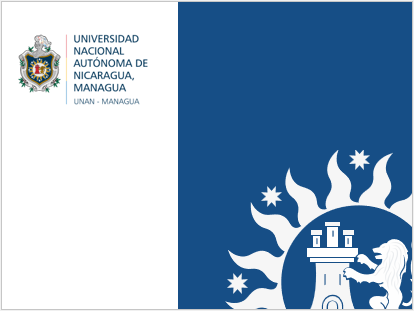 UNIVERSIDAD
NACIONAL
AUTÓNOMA DE
NICARAGUA,
MANAGUA
UNAN - MANAGUA